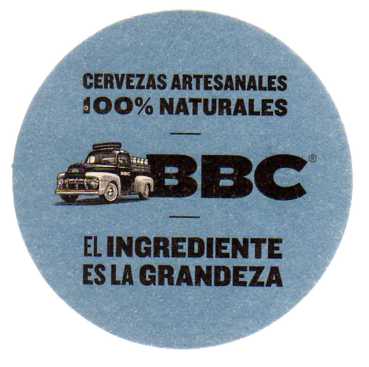 CERVEZAS ARTESANALES
100% NATURALES
BBC®
EL INGREDIENTE
ES LA GRANDEZA